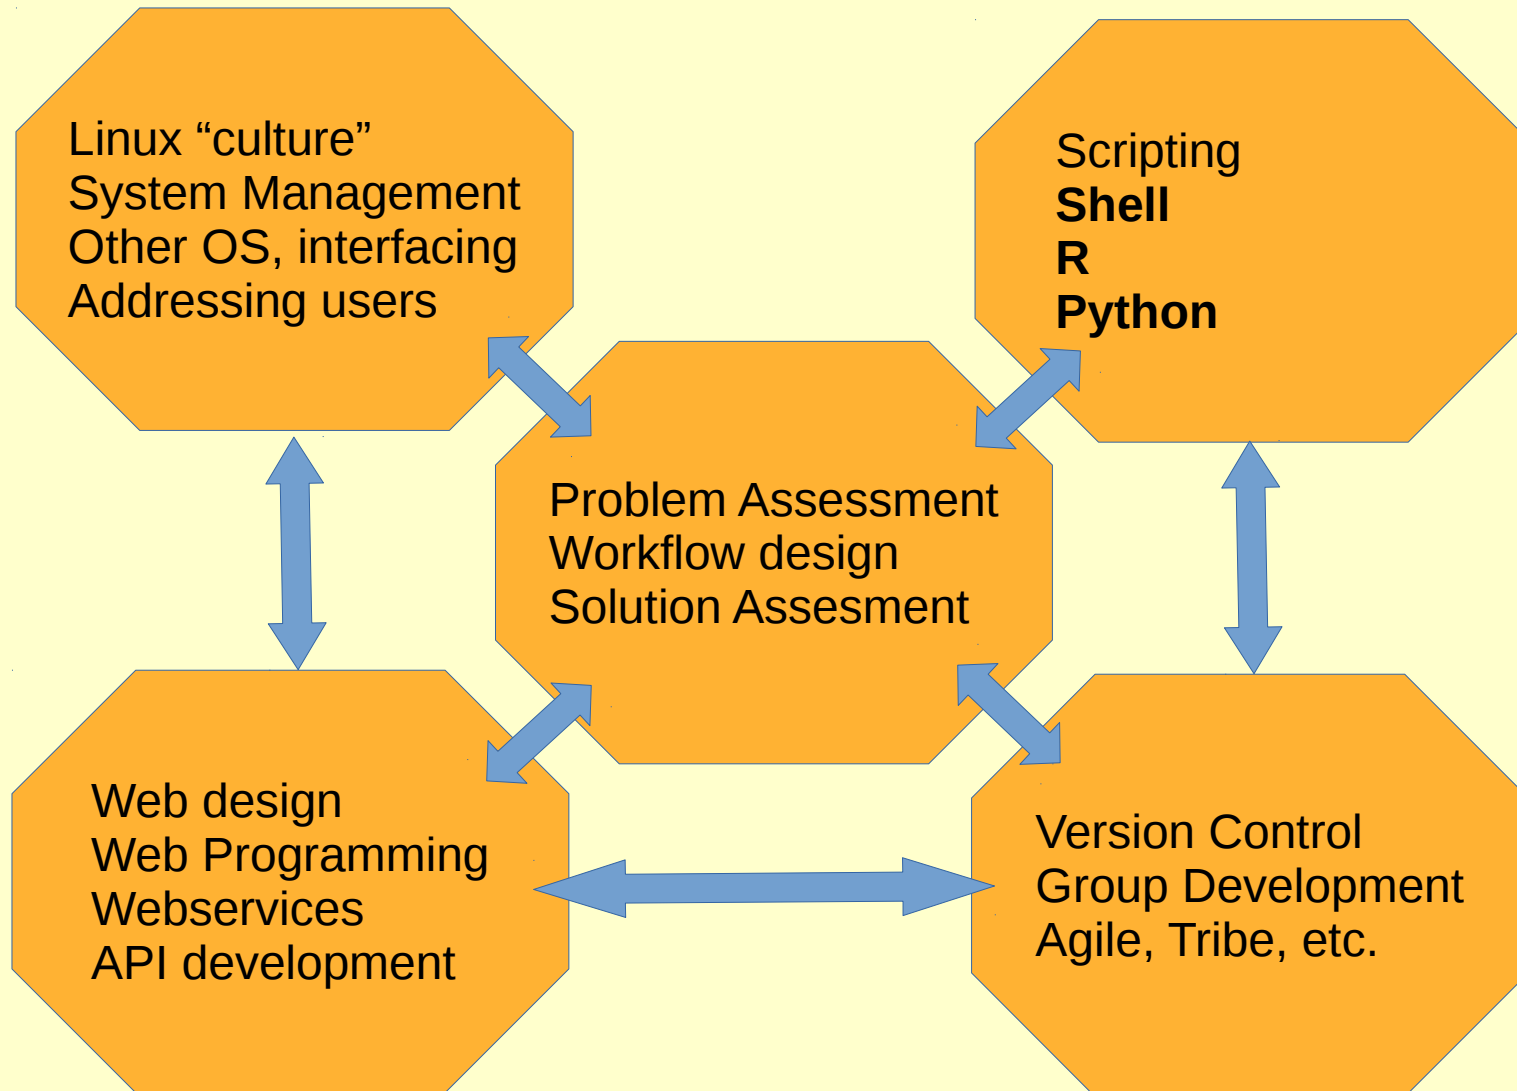 Linux “culture”
System Management
Other OS, interfacing
Addressing users
Scripting
Shell
R
Python
Problem Assessment
Workflow design
Solution Assesment
Web design
Web Programming
Webservices
API development
Version Control
Group Development
Agile, Tribe, etc.